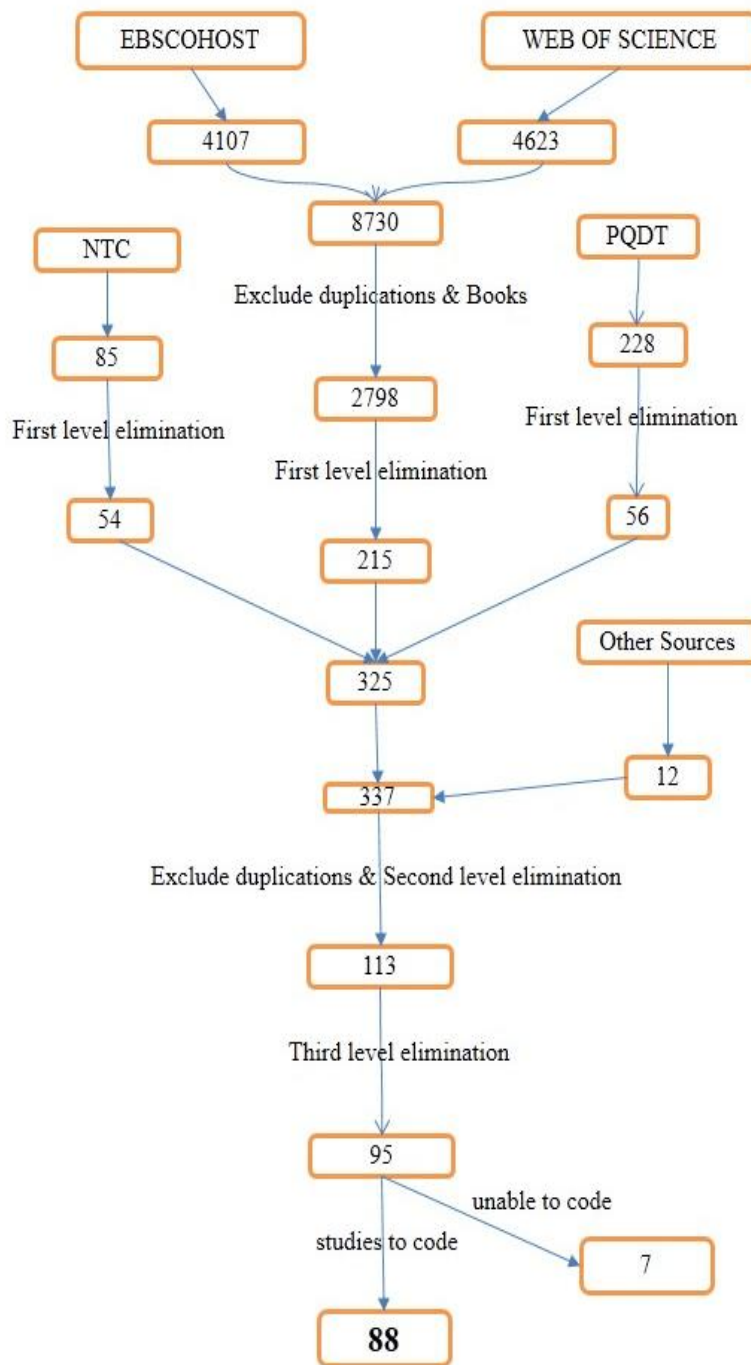 EBSCOHOST
WEB OF SCIENCE
4107
4623
8730
NTC
PQDT
Exclude duplications & Books
85
228
2798
First level elimination
First level elimination
First level elimination
54
56
215
Other Sources
325
12
337
Exclude duplications & Second level elimination
113
Third level elimination
95
unable to code
studies to code
7
88